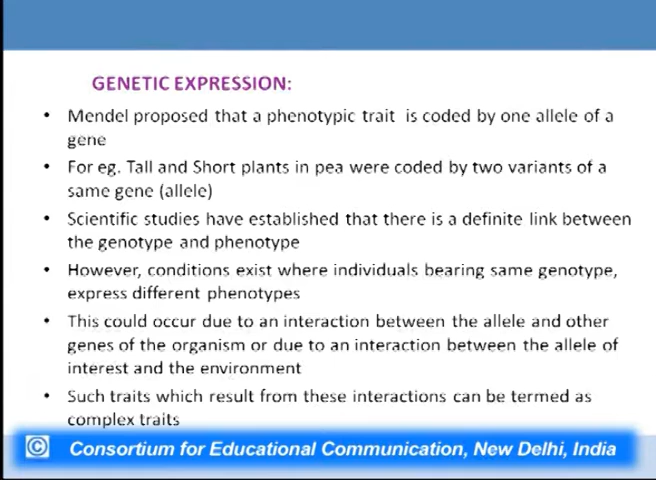 GENETIC EXPRESSION:
• Mendel proposed that a phenotypic trait is coded by one allele of a
gene
• For eg. Tall and Short plants in pea were coded by two variants of a
same gene (allele)
• Scientific studies have established that there is a definite link between
the genotype and phenotype
• However, conditions exist where individuals bearing same genotype,
express different phenotypes
• This could occur due to an interaction between the allele and other
genes of the organism or due to an interaction between the allele of
interest and the environment
• Such traits which result from these interactions can be termed as
complex traits
© Consortium for Educational Communication, New Delhi, India